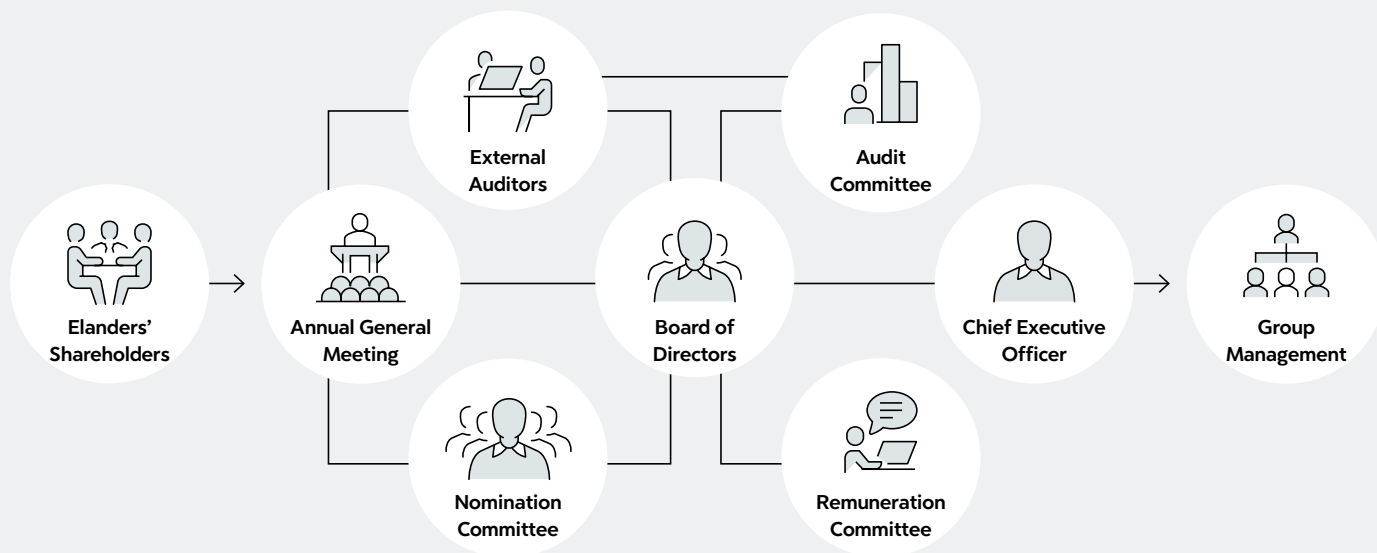 External
Auditors
Audit
Committee
Elanders’
Shareholders
Annual General
Meeting
Board of
Directors
Chief Executive
Officer
Group
Management
Nomination
Committee
Remuneration
Committee